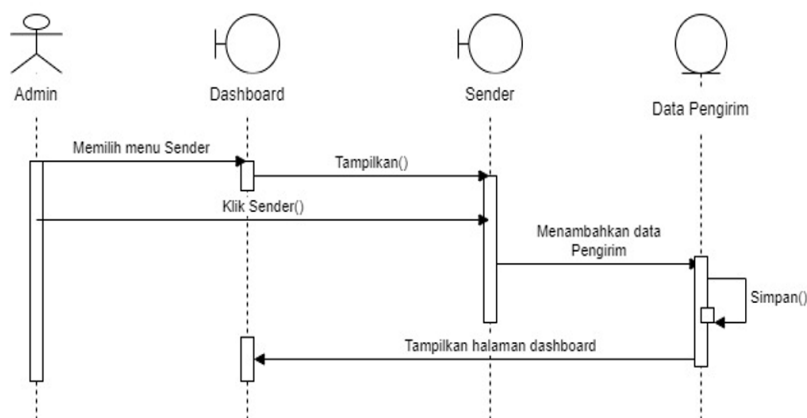 Admin
Dashboard
Sender
Data Pengirim
Memilih menu Sender
Tampilkan()
Klik Sender()
Menambahkan data
Pengirim
Simpan()
Tampilkan halaman dashboard